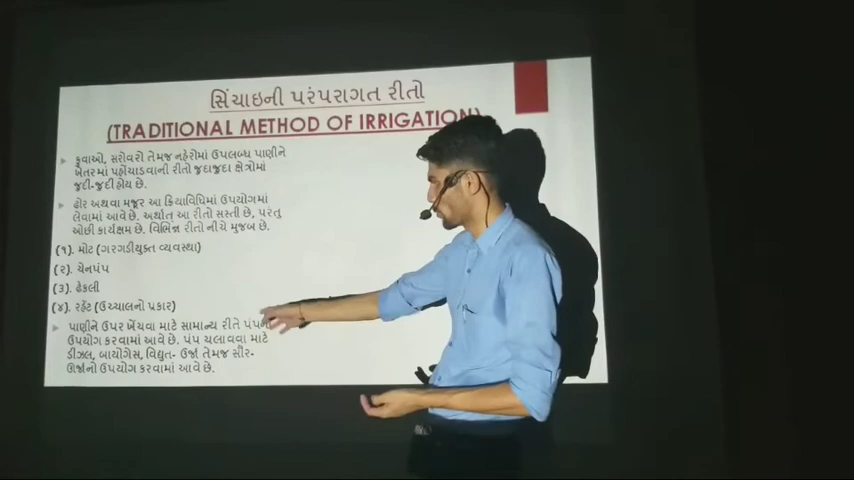 સિંચાઇની પરંપરાગત રીતો
(TRADITIONAL METHOD OF IRRIGATION)
કૂવાઓ, સરોવરો તેમજ નહેરોમાં ઉપલબ્ધ પાણીને
ખેતરમાં પહોંચાડવાની રીતો જુદાજુદા ક્ષેત્રોમાં
જુદી-જુદી હોય છે.
ઢોર અથવા મજૂર આ ક્રિયાવિધિમાં ઉપયોગમાં
લેવામાં આવે છે. અર્થાત આ રીતો સસ્તી છે, પરંતુ
ઓછી કાર્યક્ષમ છે. વિભિન્ન રીતો નીચે મુજબ છે.
(૧). મોટ (ગરગડીયુક્ત વ્યવસ્થા)
(૨). ચેનપંપ
(૩). ઢેકલી
(૪). રહેંટ (ઉચ્ચાલનો પ્રકાર)
પાણીને ઉપર ખેંચવા માટે સામાન્ય રીતે પંપનો
ઉપયોગ કરવામાં આવે છે. પંપ ચલાવવા માટે
ડીઝલ, બાયોગેસ, વિદ્યુત- ઉર્જા તેમજ સૌર-
ઊર્જાનો ઉપયોગ કરવામાં આવે છે.